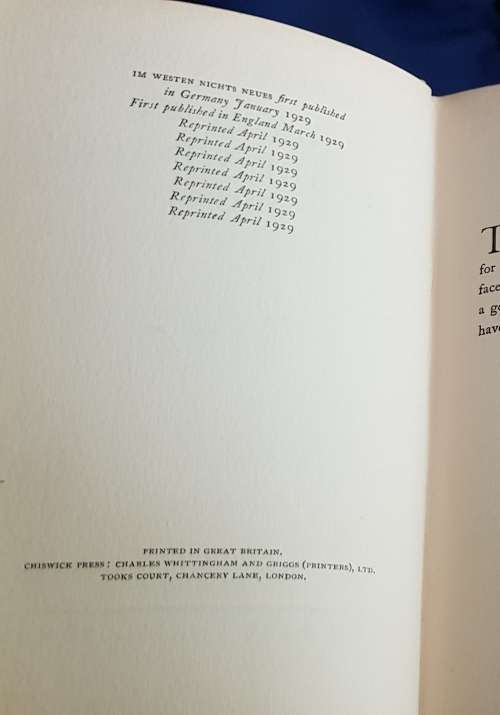 IM WESTEN NICHTS NEUES first published
in Germany January 1929
First published in England March 1929
Reprinted April 1929
Reprinted April 1929
Reprinted April 1929
Reprinted April 1929
Reprinted April 1929
Reprinted April 1929
Reprinted April 1929
PRINTED IN GREAT BRITAIN.
CHISWICK PRESS: CHARLES WHITTINGHAM AND GRIGGS (PRINTERS), LTD.
TOOKS COURT, CHANCERY LANE, LONDON.
for
face
a